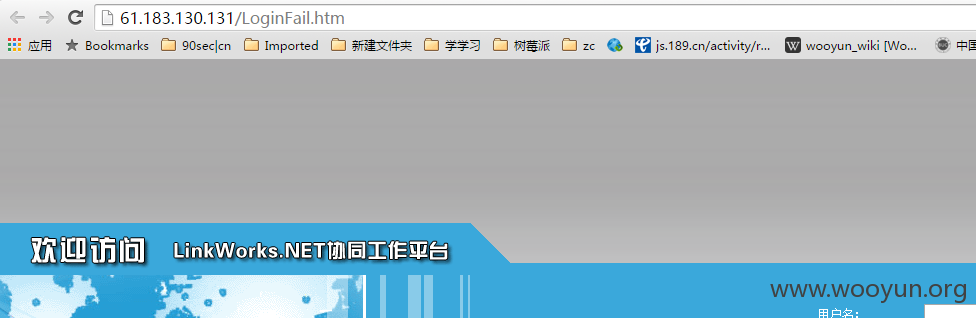 61.183.130.131/LoginFail.htm
应用 Bookmarks 90sec|cn Imported 新建文件夹 学学习 树莓派 zc js.189.cn/activity/r... wooyun_wiki [Wo... 中国
欢迎访问 LinkWorks.NET协同工作平台
www.wooyun.org
用户名: